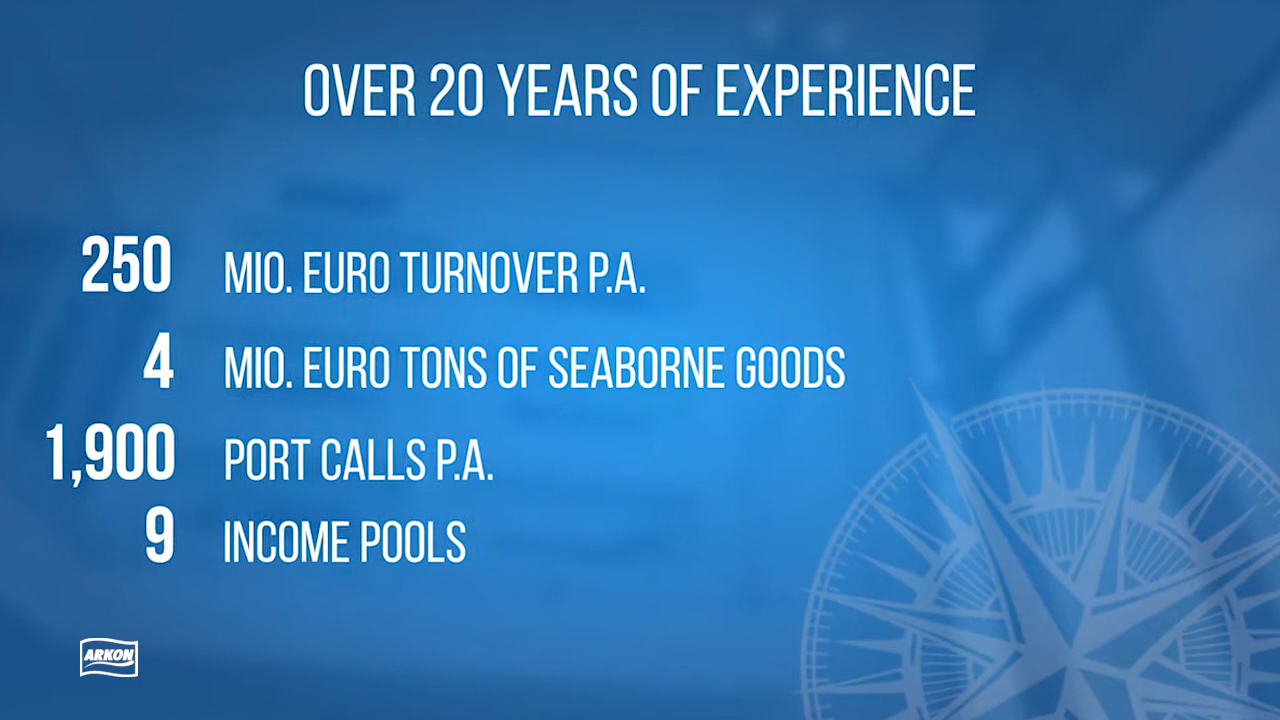 OVER 20 YEARS OF EXPERIENCE
250 MIO. EURO TURNOVER P.A.
4 MIO. EURO TONS OF SEABORNE GOODS
1,900 PORT CALLS P.A.
9 INCOME POOLS
ARKON